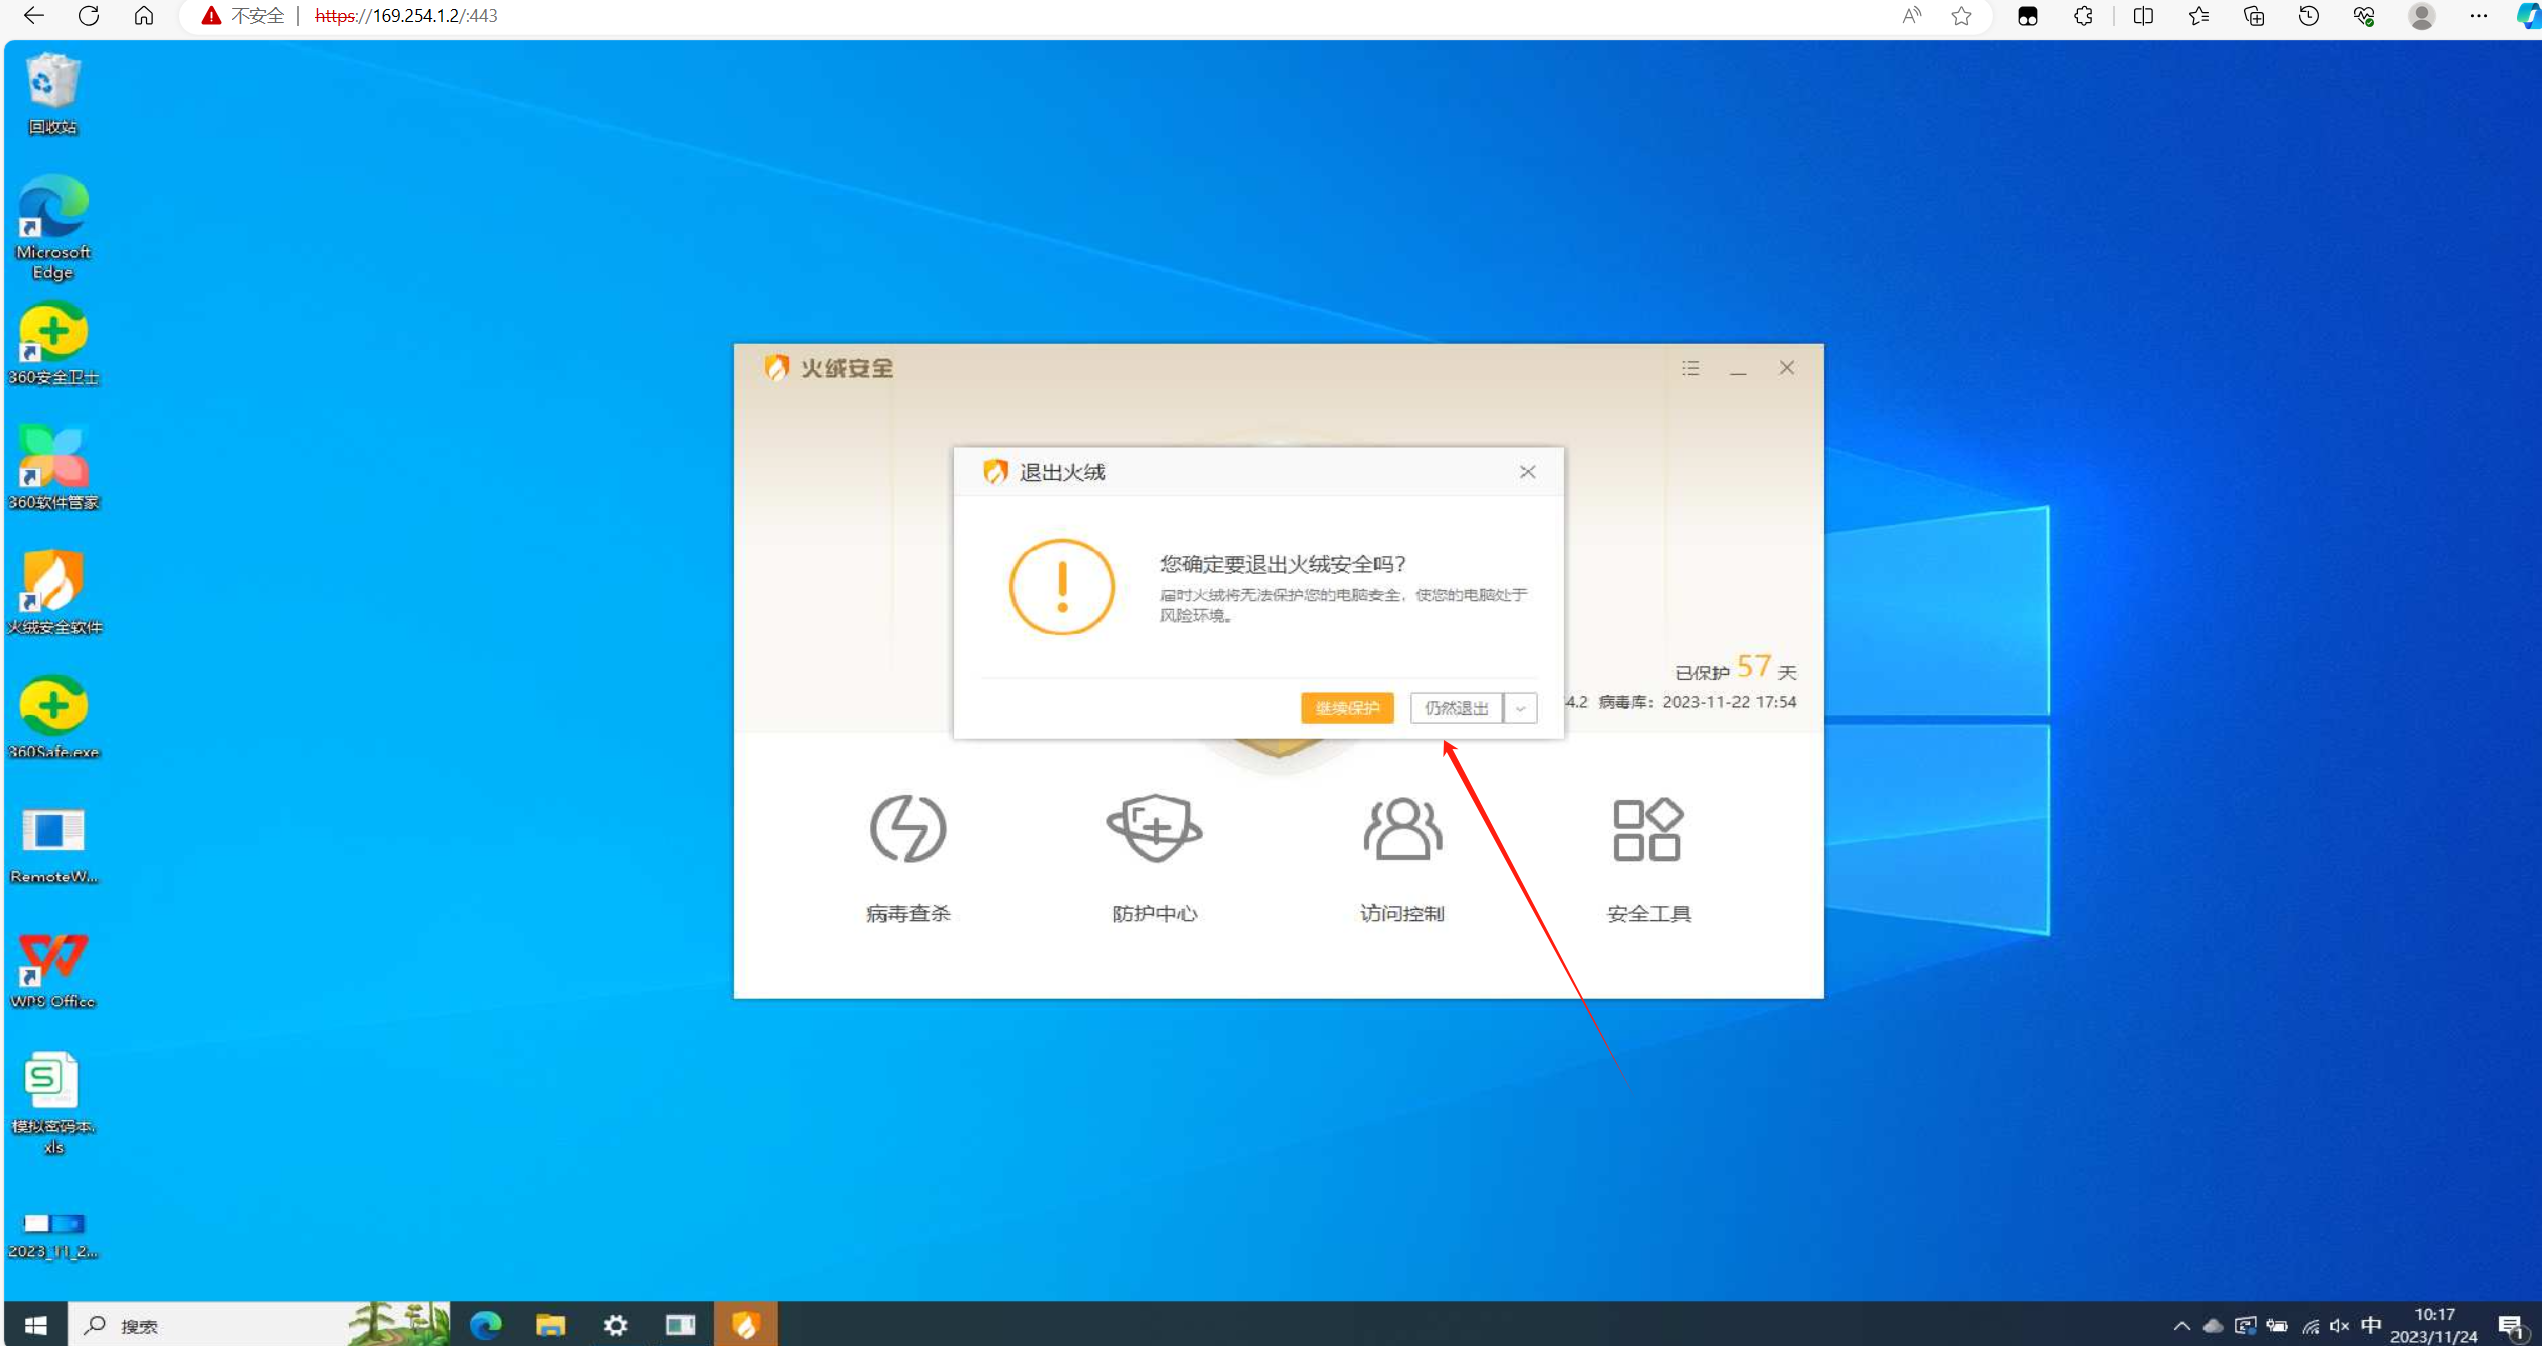 不安全 | https://169.254.1.2/:443
回收站
Microsoft
Edge
360安全卫士
360软件管家
火绒安全软件
360Safe.exe
RemoteW...
WPS Office
模拟密码本.
xls
2023_11_2...
火绒安全
退出火绒
您确定要退出火绒安全吗?
届时火绒将无法保护您的电脑安全，使您的电脑处于
风险环境。
继续保护
仍然退出
已保护 57 天
4.2 病毒库：2023-11-22 17:54
病毒查杀
防护中心
访问控制
安全工具
搜索
中
10:17
2023/11/24
1